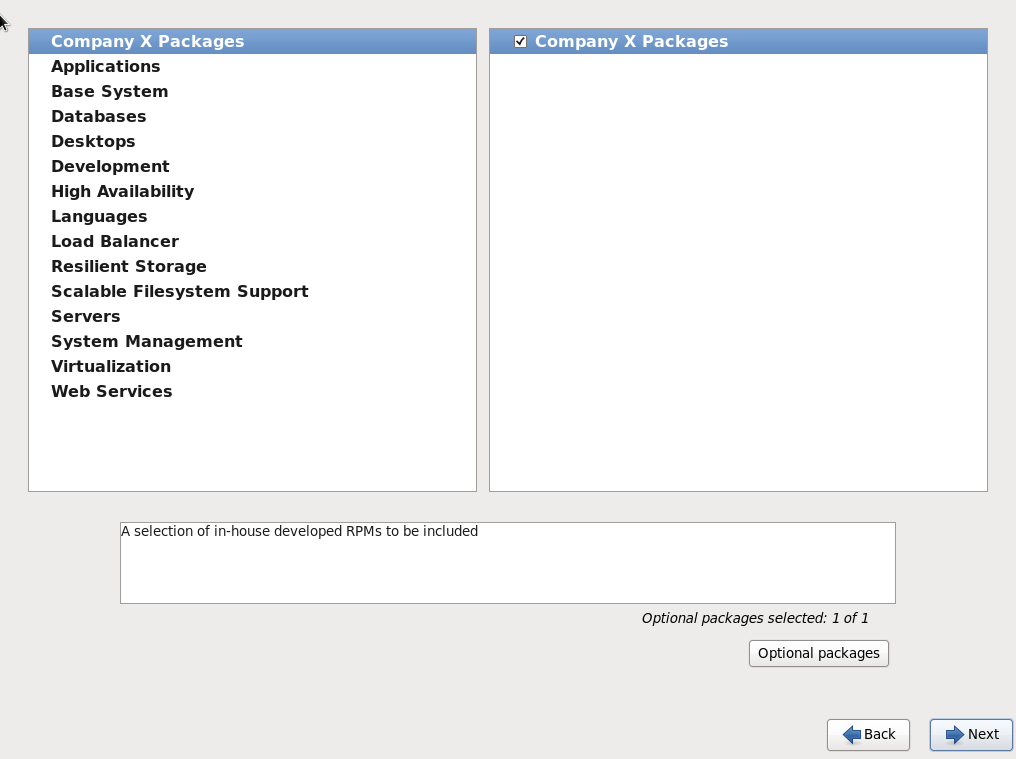 Company X Packages
Applications
Base System
Databases
Desktops
Development
High Availability
Languages
Load Balancer
Resilient Storage
Scalable Filesystem Support
Servers
System Management
Virtualization
Web Services
Company X Packages
A selection of in-house developed RPMs to be included
Optional packages selected: 1 of 1
Optional packages
Back
Next